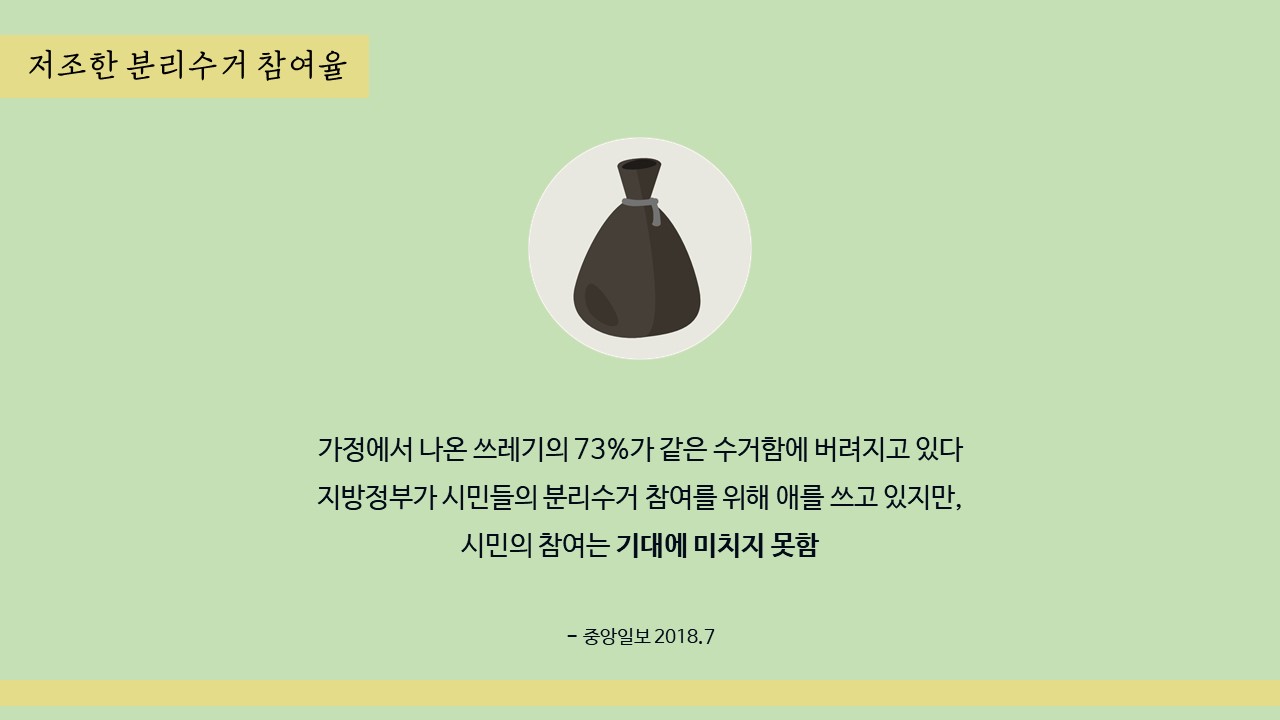 저조한 분리수거 참여율
가정에서 나온 쓰레기의 73%가 같은 수거함에 버려지고 있다
지방정부가 시민들의 분리수거 참여를 위해 애를 쓰고 있지만,
시민의 참여는 기대에 미치지 못함
- 중앙일보 2018.7